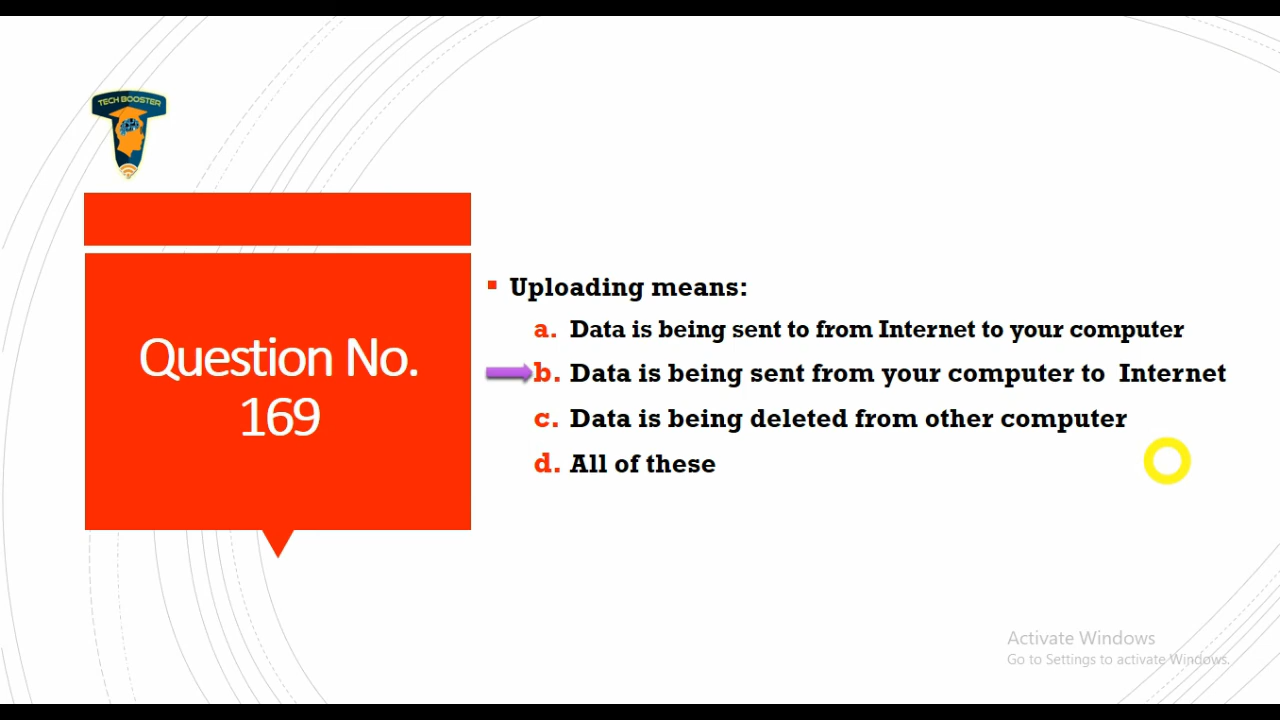 TECH BOOSTER
Question No.
169
▪ Uploading means:
a. Data is being sent to from Internet to your computer
b. Data is being sent from your computer to Internet
c. Data is being deleted from other computer
d. All of these
Activate Windows
Go to Settings to activate Windows.